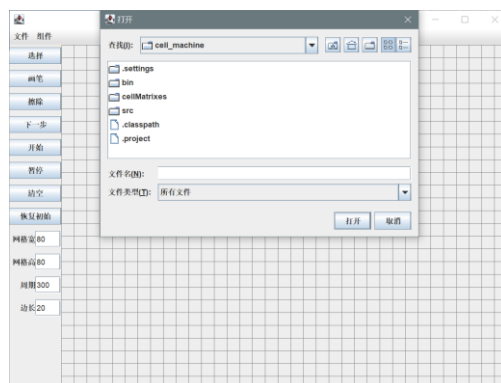 打开
文件 组件
查找(I): cell_machine
选择
画笔
擦除
下一步
开始
暂停
清空
恢复初始
网格宽 80
网格高 80
周期 300
边长 20
.settings
bin
cellMatrixes
src
.classpath
.project
文件名(N):
文件类型(T): 所有文件
打开 取消